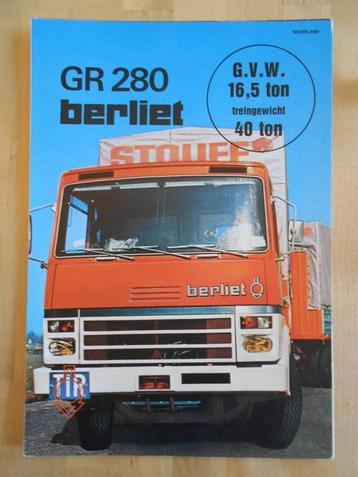 NEDERLAND
GR 280
berliet
G.V.W.
16,5 ton
treingewicht
40 ton
STOUFF
berliet
TIR